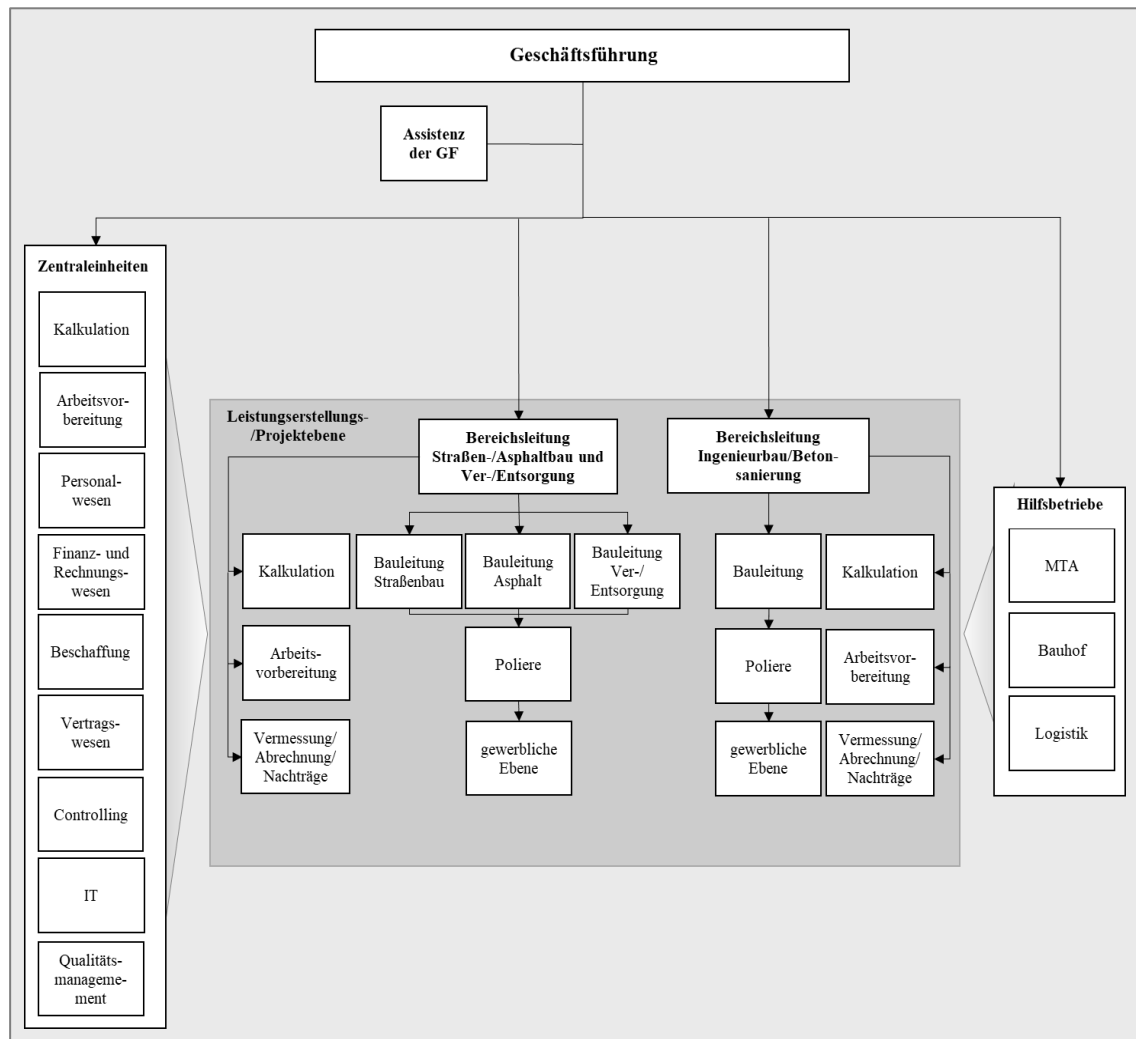 Geschäftsführung
Assistenz
der GF
Zentraleinheiten
Kalkulation
Arbeitsvor-
bereitung
Personal-
wesen
Finanz- und
Rechnungs-
wesen
Beschaffung
Vertrags-
wesen
Controlling
IT
Qualitäts-
manageme-
ment
Leistungserstellungs-
/Projektebene
Bereichsleitung
Straßen-/Asphaltbau und
Ver-/Entsorgung
Kalkulation
Arbeits-
vorbereitung
Vermessung/
Abrechnung/
Nachträge
Bauleitung
Straßenbau
Bauleitung
Asphalt
Bauleitung
Ver-/
Entsorgung
Poliere
gewerbliche
Ebene
Bereichsleitung
Ingenieurbau/Beton-
sanierung
Bauleitung
Poliere
gewerbliche
Ebene
Kalkulation
Arbeitsvor-
bereitung
Vermessung/
Abrechnung/
Nachträge
Hilfsbetriebe
MTA
Bauhof
Logistik